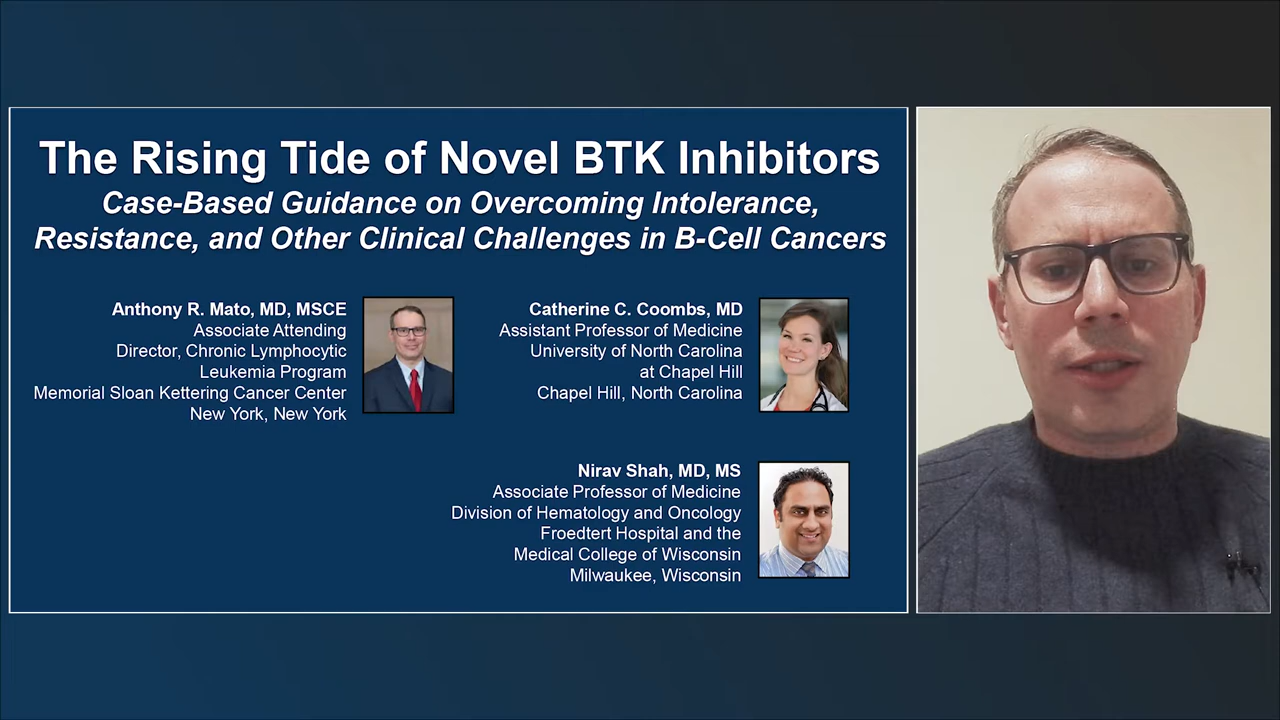 The Rising Tide of Novel BTK Inhibitors
Case-Based Guidance on Overcoming Intolerance,
Resistance, and Other Clinical Challenges in B-Cell Cancers
Anthony R. Mato, MD, MSCE
Associate Attending
Director, Chronic Lymphocytic
Leukemia Program
Memorial Sloan Kettering Cancer Center
New York, New York
Catherine C. Coombs, MD
Assistant Professor of Medicine
University of North Carolina
at Chapel Hill
Chapel Hill, North Carolina
Nirav Shah, MD, MS
Associate Professor of Medicine
Division of Hematology and Oncology
Froedtert Hospital and the
Medical College of Wisconsin
Milwaukee, Wisconsin